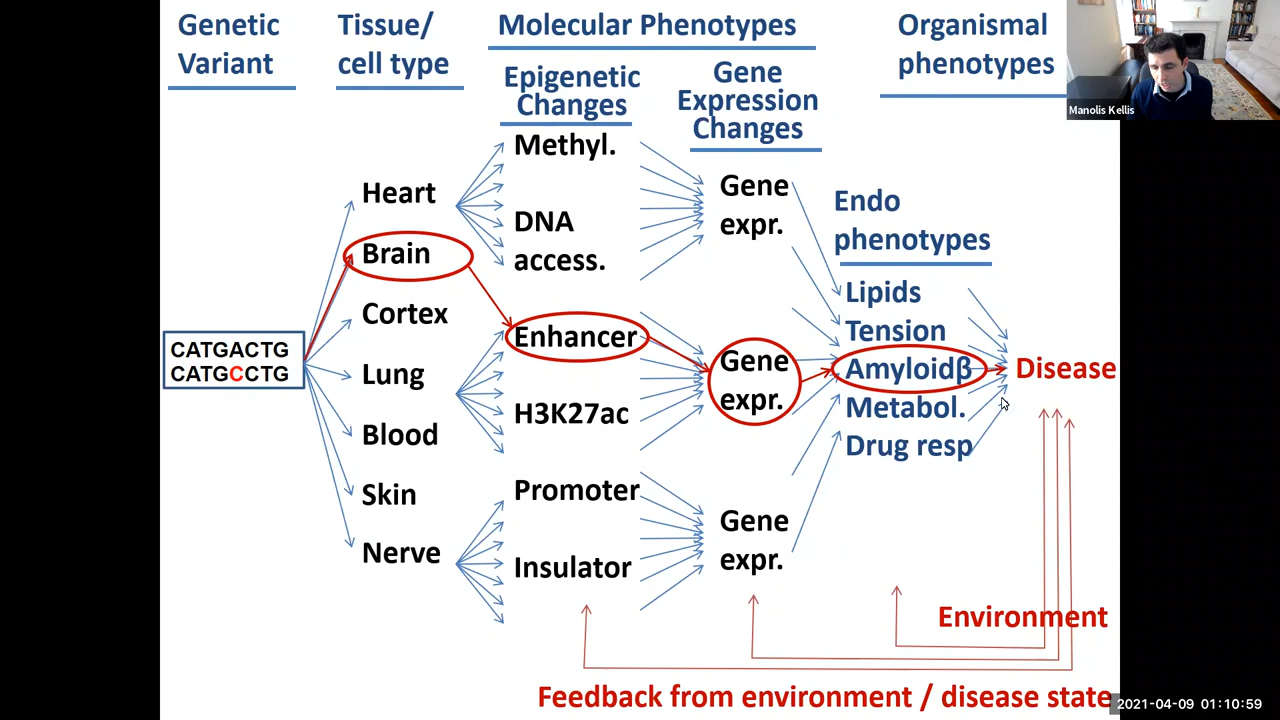 Genetic
Variant
Tissue/
cell type
Molecular Phenotypes
Epigenetic
Changes
Gene
Expression
Changes
Organismal
phenotypes
Manolis Kellis
CATGACTG
CATGCCTG
Heart
Brain
Cortex
Lung
Blood
Skin
Nerve
Methyl.
DNA
access.
Enhancer
H3K27ac
Promoter
Insulator
Gene
expr.
Gene
expr.
Gene
expr.
Endo
phenotypes
Lipids
Tension
Amyloidβ
Metabol.
Drug resp
Disease
Environment
Feedback from environment / disease state
2021-04-09 01:10:59